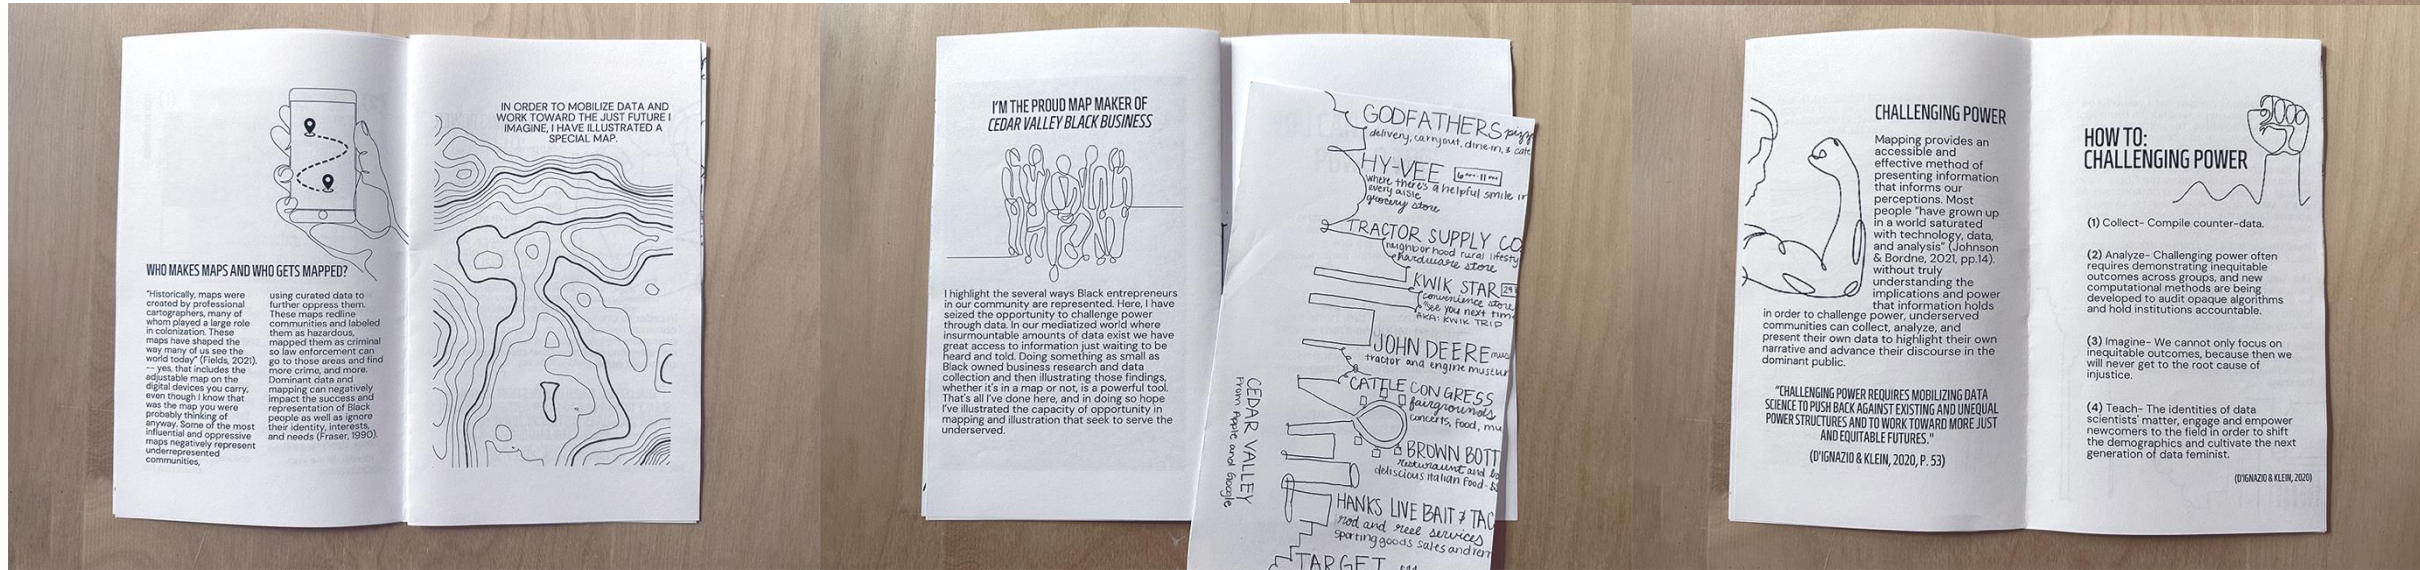 WHO MAKES MAPS AND WHO GETS MAPPED?
"Historically, maps were
created by professional
cartographers, many of
whom played a large role
in colonization. These
maps have shaped the
way many of us see the
world today" (Fields, 2021).
-- yes, that includes the
adjustable map on the
digital devices you carry,
even though I know that
was the map you were
probably thinking of
anyway. Some of the most
influential and oppressive
maps negatively represent
underrepresented
communities,
using curated data to
further oppress them.
These maps redline
communities and labeled
them as hazardous,
mapped them as criminal
so law enforcement can
go to those areas and find
more crime, and more.
Dominant data and
mapping can negatively
impact the success and
representation of Black
people as well as ignore
their identity, interests,
and needs (Fraser, 1990).
IN ORDER TO MOBILIZE DATA AND
WORK TOWARD THE JUST FUTURE I
IMAGINE, I HAVE ILLUSTRATED A
SPECIAL MAP.
I'M THE PROUD MAP MAKER OF
CEDAR VALLEY BLACK BUSINESS
I highlight the several ways Black entrepreneurs
in our community are represented. Here, I have
seized the opportunity to challenge power
through data. In our mediatized world where
insurmountable amounts of data exist we have
great access to information just waiting to be
heard and told. Doing something as small as
Black owned business research and data
collection and then illustrating those findings,
whether it's in a map or not, is a powerful tool.
That's all I've done here, and in doing so hope
I've illustrated the capacity of opportunity in
mapping and illustration that seek to serve the
underserved.
GODFATHERS
delivery, carryout, dine-in, &
HY-VEE
where there's a helpful smile in
every aisle
grocery store
TRACTOR SUPPLY CO
neighborhood rural lifesty
hardware store
KWIK STAR
convenience store
"see you next
AKA: KWIK TRIP
JOHN DEERE
tractor and engine
CATTLE CONGRESS
fairgrounds
concerts, food, mu
BROWN BOTT
resturaunt and
delicious italian food
HANKS LIVE BAIT & TAC
rod and reel services
sporting goods sales and
TARGET
CEDAR VALLEY
From Apple and Google
CHALLENGING POWER
Mapping provides an
accessible and
effective method of
presenting information
that informs our
perceptions. Most
people "have grown up
in a world saturated
with technology, data,
and analysis" (Johnson
& Bordne, 2021, pp.14).
without truly
understanding the
implications and power
that information holds
in order to challenge power, underserved
communities can collect, analyze, and
present their own data to highlight their own
narrative and advance their discourse in the
dominant public.
"CHALLENGING POWER REQUIRES MOBILIZING DATA
SCIENCE TO PUSH BACK AGAINST EXISTING AND UNEQUAL
POWER STRUCTURES AND TO WORK TOWARD MORE JUST
AND EQUITABLE FUTURES."
(D'IGNAZIO & KLEIN, 2020, P. 53)
HOW TO:
CHALLENGING POWER
(1) Collect- Compile counter-data.
(2) Analyze- Challenging power often
requires demonstrating inequitable
outcomes across groups, and new
computational methods are being
developed to audit opaque algorithms
and hold institutions accountable.
(3) Imagine- We cannot only focus on
inequitable outcomes, because then we
will never get to the root cause of
injustice.
(4) Teach- The identities of data
scientists' matter, engage and empower
newcomers to the field in order to shift
the demographics and cultivate the next
generation of data feminist.
(D'IGNAZIO & KLEIN, 2020)